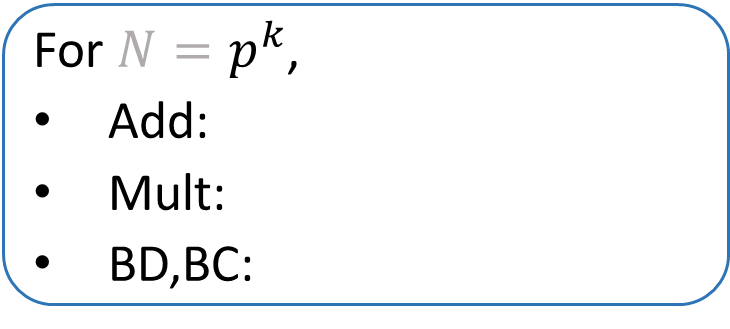 For N = p^k,
• Add:
• Mult:
• BD,BC: